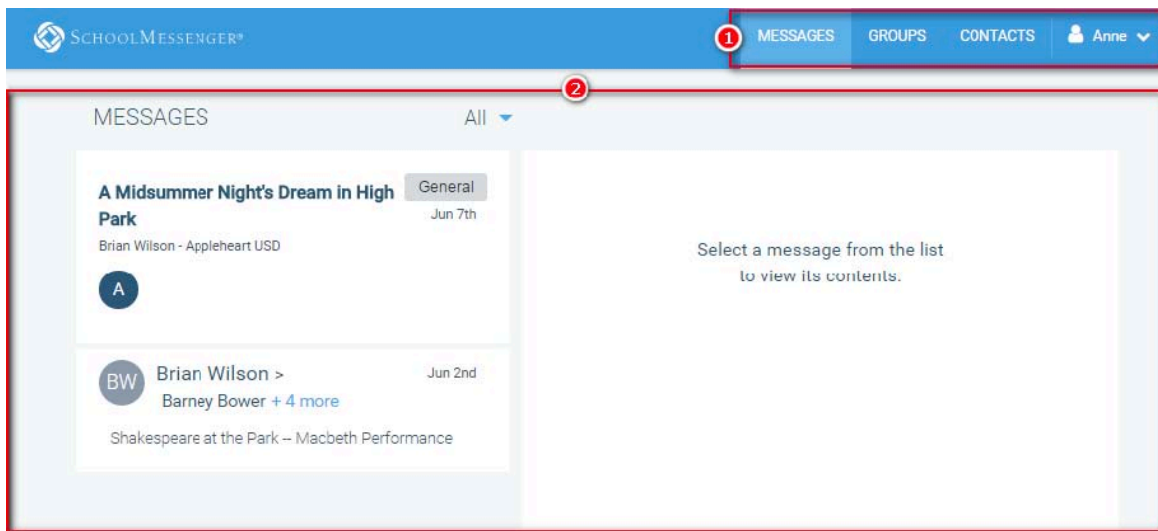 SCHOOLMESSENGER®
1 MESSAGES GROUPS CONTACTS Anne
2
MESSAGES All
A Midsummer Night's Dream in High Park General
Jun 7th
Brian Wilson - Appleheart USD
A
Select a message from the list
to view its contents.
BW Brian Wilson > Jun 2nd
Barney Bower + 4 more
Shakespeare at the Park – Macbeth Performance